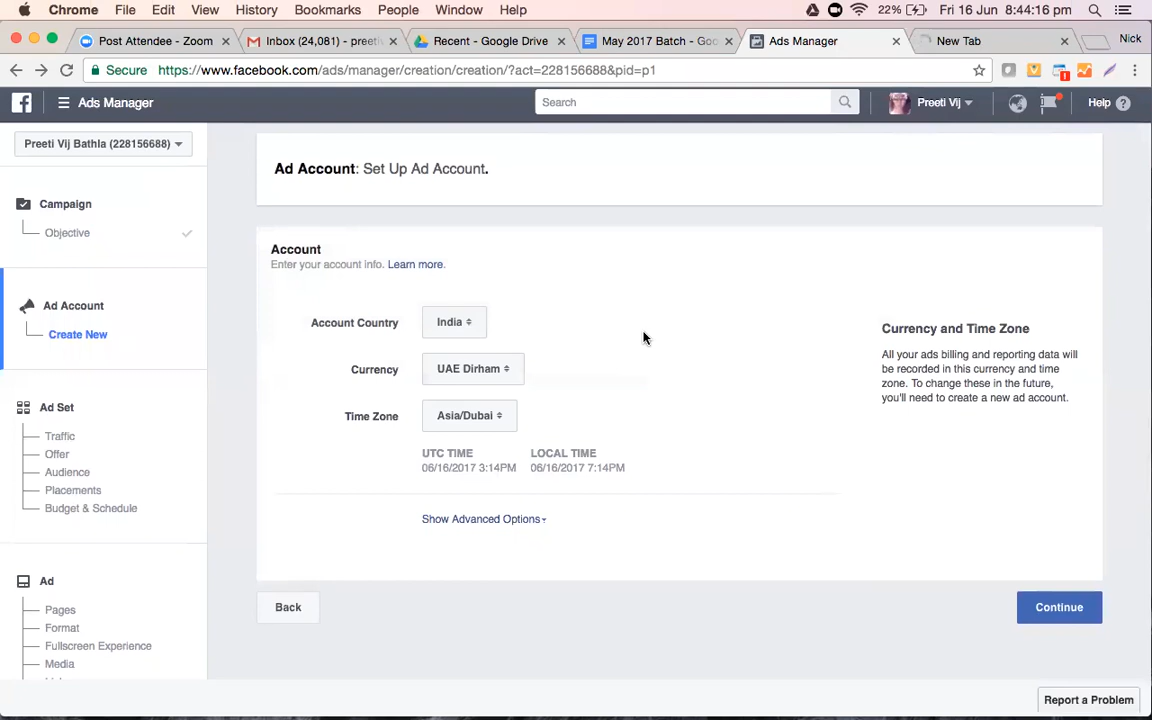 Chrome File Edit View History Bookmarks People Window Help 22% Fri 16 Jun 8:44:16 pm
Post Attendee - Zoom Inbox (24,081) - preeti Recent - Google Drive May 2017 Batch - Goo Ads Manager New Tab Nick
Secure https://www.facebook.com/ads/manager/creation/creation/?act=228156688&pid=p1
Ads Manager Search Preeti Vij Help
Preeti Vij Bathla (228156688)
Ad Account: Set Up Ad Account.
Campaign
Objective
Account
Enter your account info. Learn more.
Ad Account
Create New
Account Country India
Currency UAE Dirham
Time Zone Asia/Dubai
UTC TIME LOCAL TIME
06/16/2017 3:14PM 06/16/2017 7:14PM
Show Advanced Options
Currency and Time Zone
All your ads billing and reporting data will
be recorded in this currency and time
zone. To change these in the future,
you'll need to create a new ad account.
Ad Set
Traffic
Offer
Audience
Placements
Budget & Schedule
Back Continue
Ad
Pages
Format
Fullscreen Experience
Media
Report a Problem